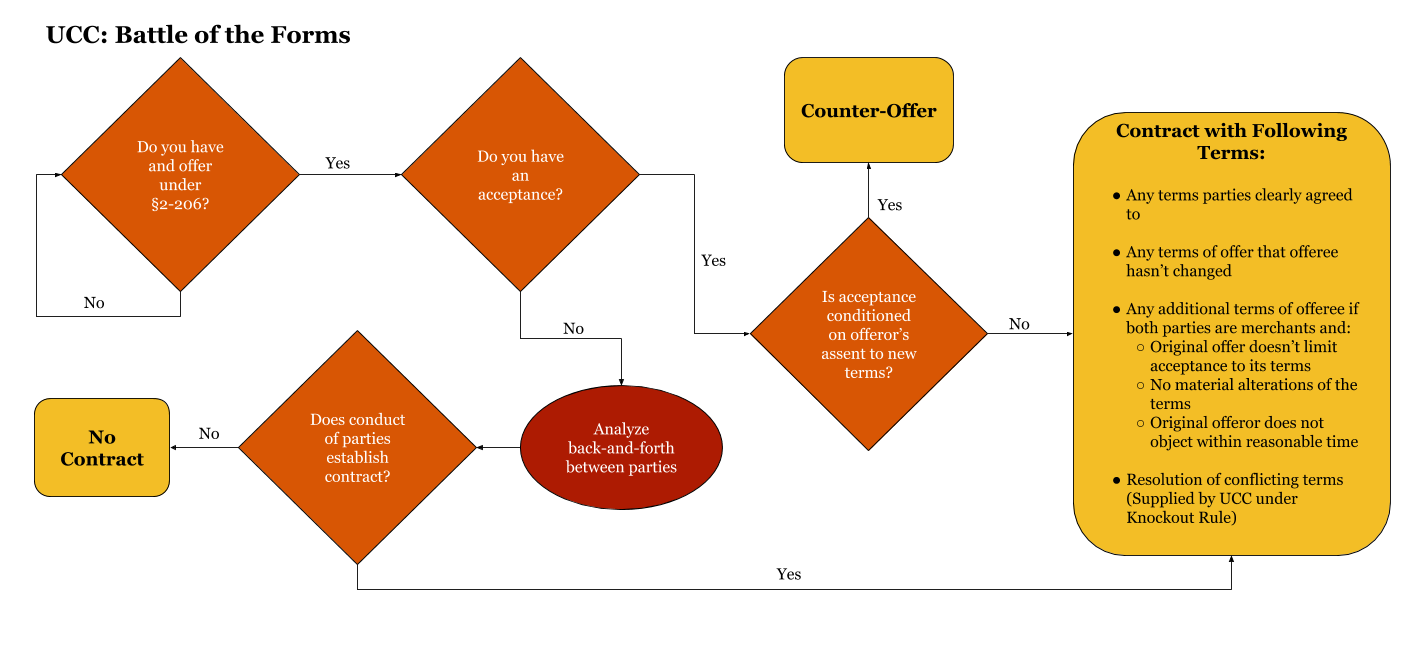 UCC: Battle of the Forms
Do you have
and offer
under
§2-206?
Yes
No
Do you have
an
acceptance?
Yes
No
Counter-Offer
Yes
Is acceptance
conditioned
on offeror's
assent to new
terms?
No
Contract with Following
Terms:
● Any terms parties clearly agreed
to
● Any terms of offer that offeree
hasn't changed
● Any additional terms of offeree if
both parties are merchants and:
○ Original offer doesn't limit
acceptance to its terms
○ No material alterations of the
terms
○ Original offeror does not
object within reasonable time
● Resolution of conflicting terms
(Supplied by UCC under
Knockout Rule)
Analyze
back-and-forth
between parties
Does conduct
of parties
establish
contract?
No
No
Contract
Yes